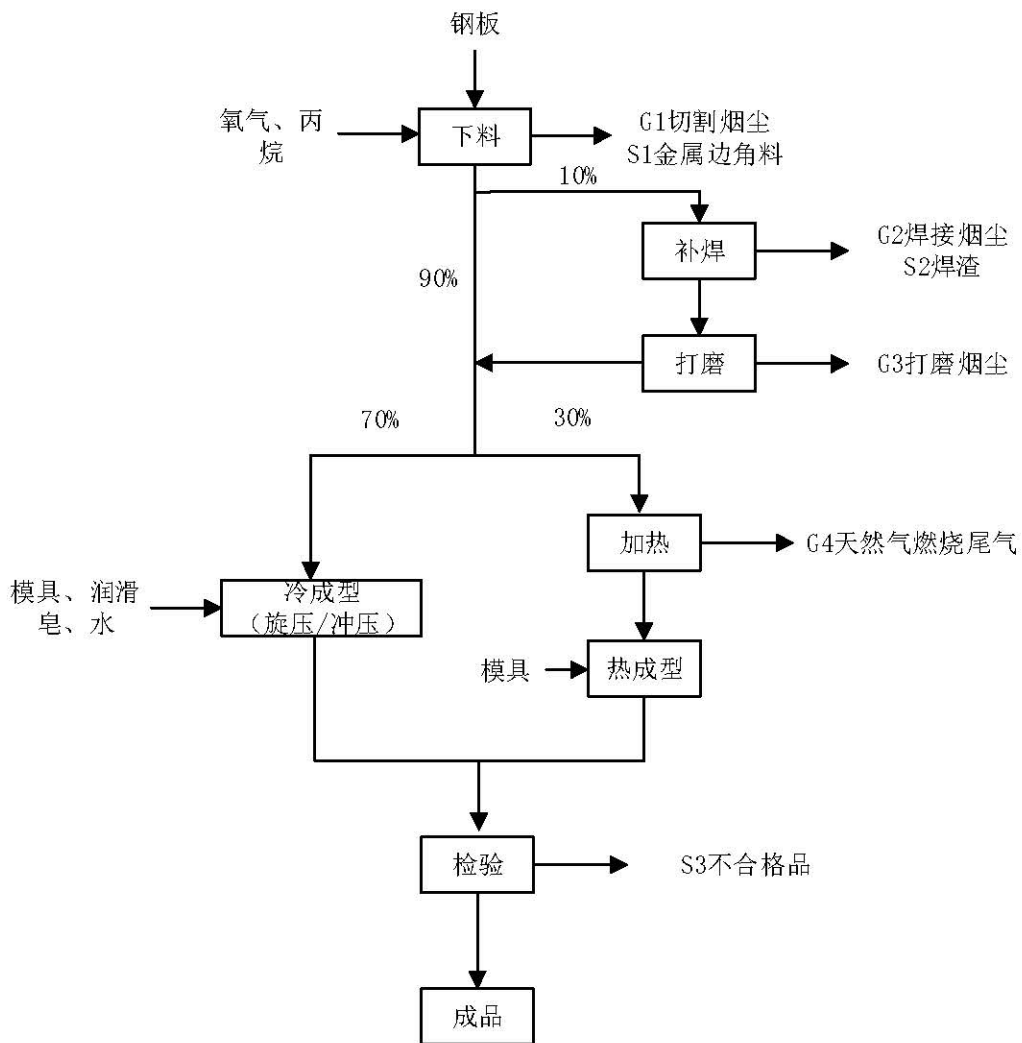 钢板
氧气、丙
烷
下料
G1切割烟尘
S1金属边角料
10%
补焊
G2焊接烟尘
S2焊渣
90%
打磨
G3打磨烟尘
70%
30%
加热
G4天然气燃烧尾气
模具、润滑
皂、水
冷成型
（旋压/冲压）
模具
热成型
检验
S3不合格品
成品